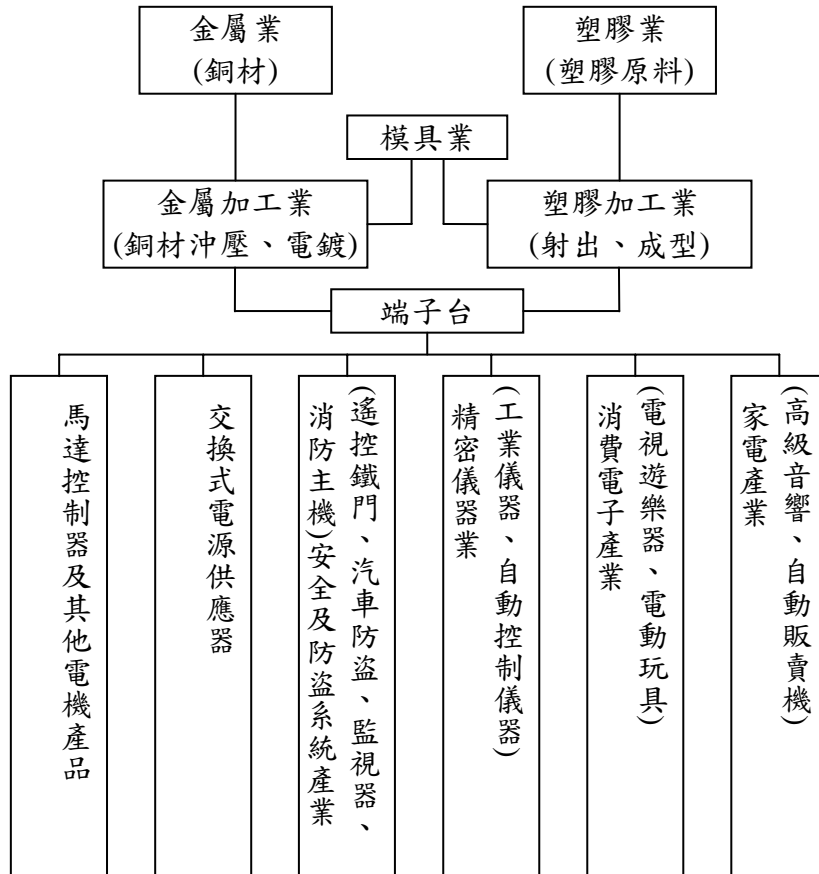 金屬業
(銅材)
塑膠業
(塑膠原料)
模具業
金屬加工業
(銅材沖壓、電鍍)
塑膠加工業
(射出、成型)
端子台
馬達控制器及其他電機產品
交換式電源供應器
(遙控鐵門、汽車防盜、監視器、
消防主機)安全及防盜系統產業
(工業儀器、自動控制儀器)
精密儀器業
(電視遊樂器、電動玩具)
消費電子產業
(高級音響、自動販賣機)
家電產業